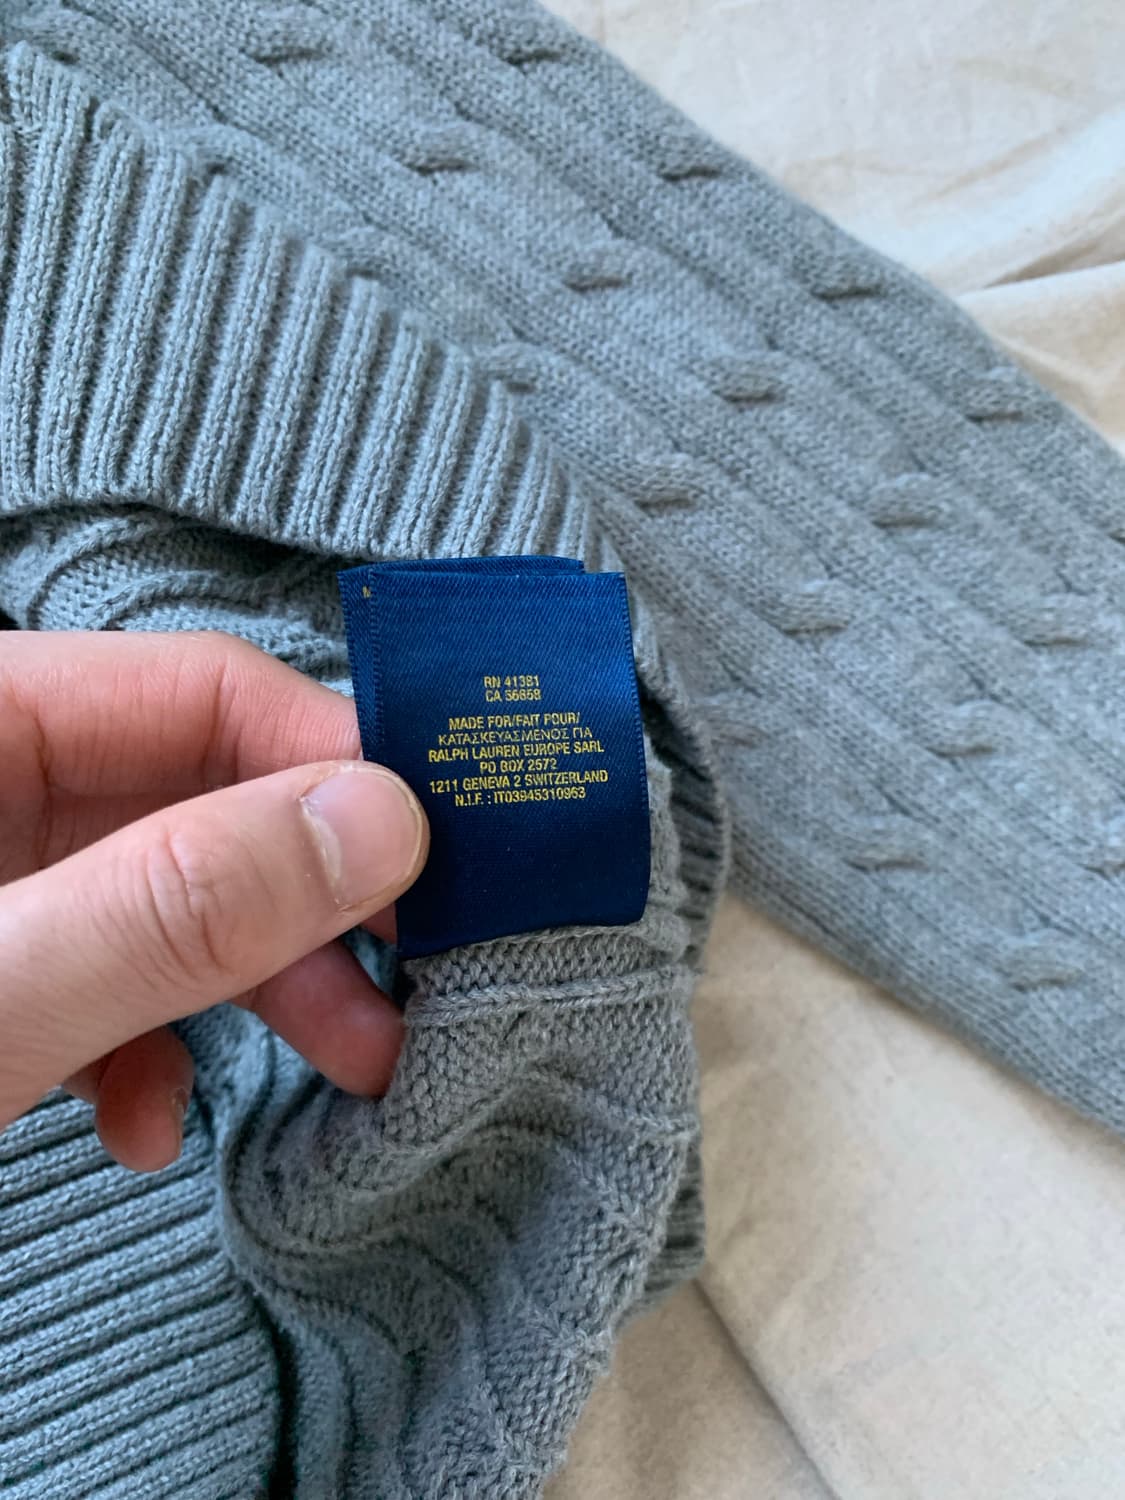 M
RN 41381
CA 56858
MADE FOR/FAIT POUR/
ΚΑΤΑΣΚΕΥΑΣΜΕΝΟΣ ΓΙΑ
RALPH LAUREN EUROPE SARL
PO BOX 2572
1211 GENEVA 2 SWITZERLAND
N.I.F. : IT03945310963